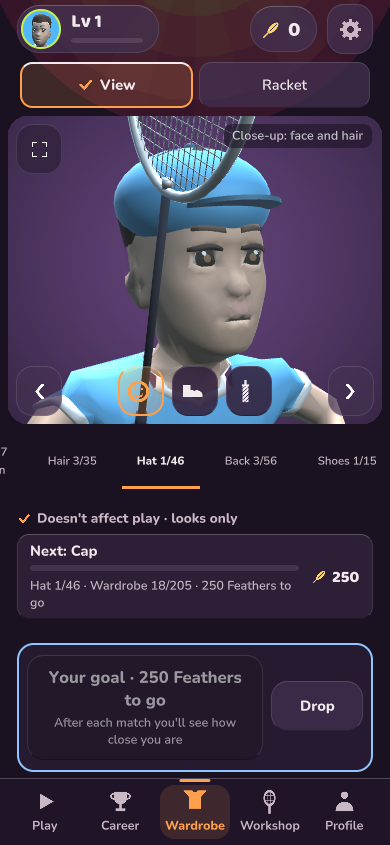 Lv 1
0
View
Racket
Close-up: face and hair
7
n
Hair 3/35
Hat 1/46
Back 3/56
Shoes 1/15
Doesn't affect play · looks only
Next: Cap
250
Hat 1/46 · Wardrobe 18/205 · 250 Feathers to
go
Your goal · 250 Feathers
to go
After each match you'll see how
close you are
Drop
Play
Career
Wardrobe
Workshop
Profile